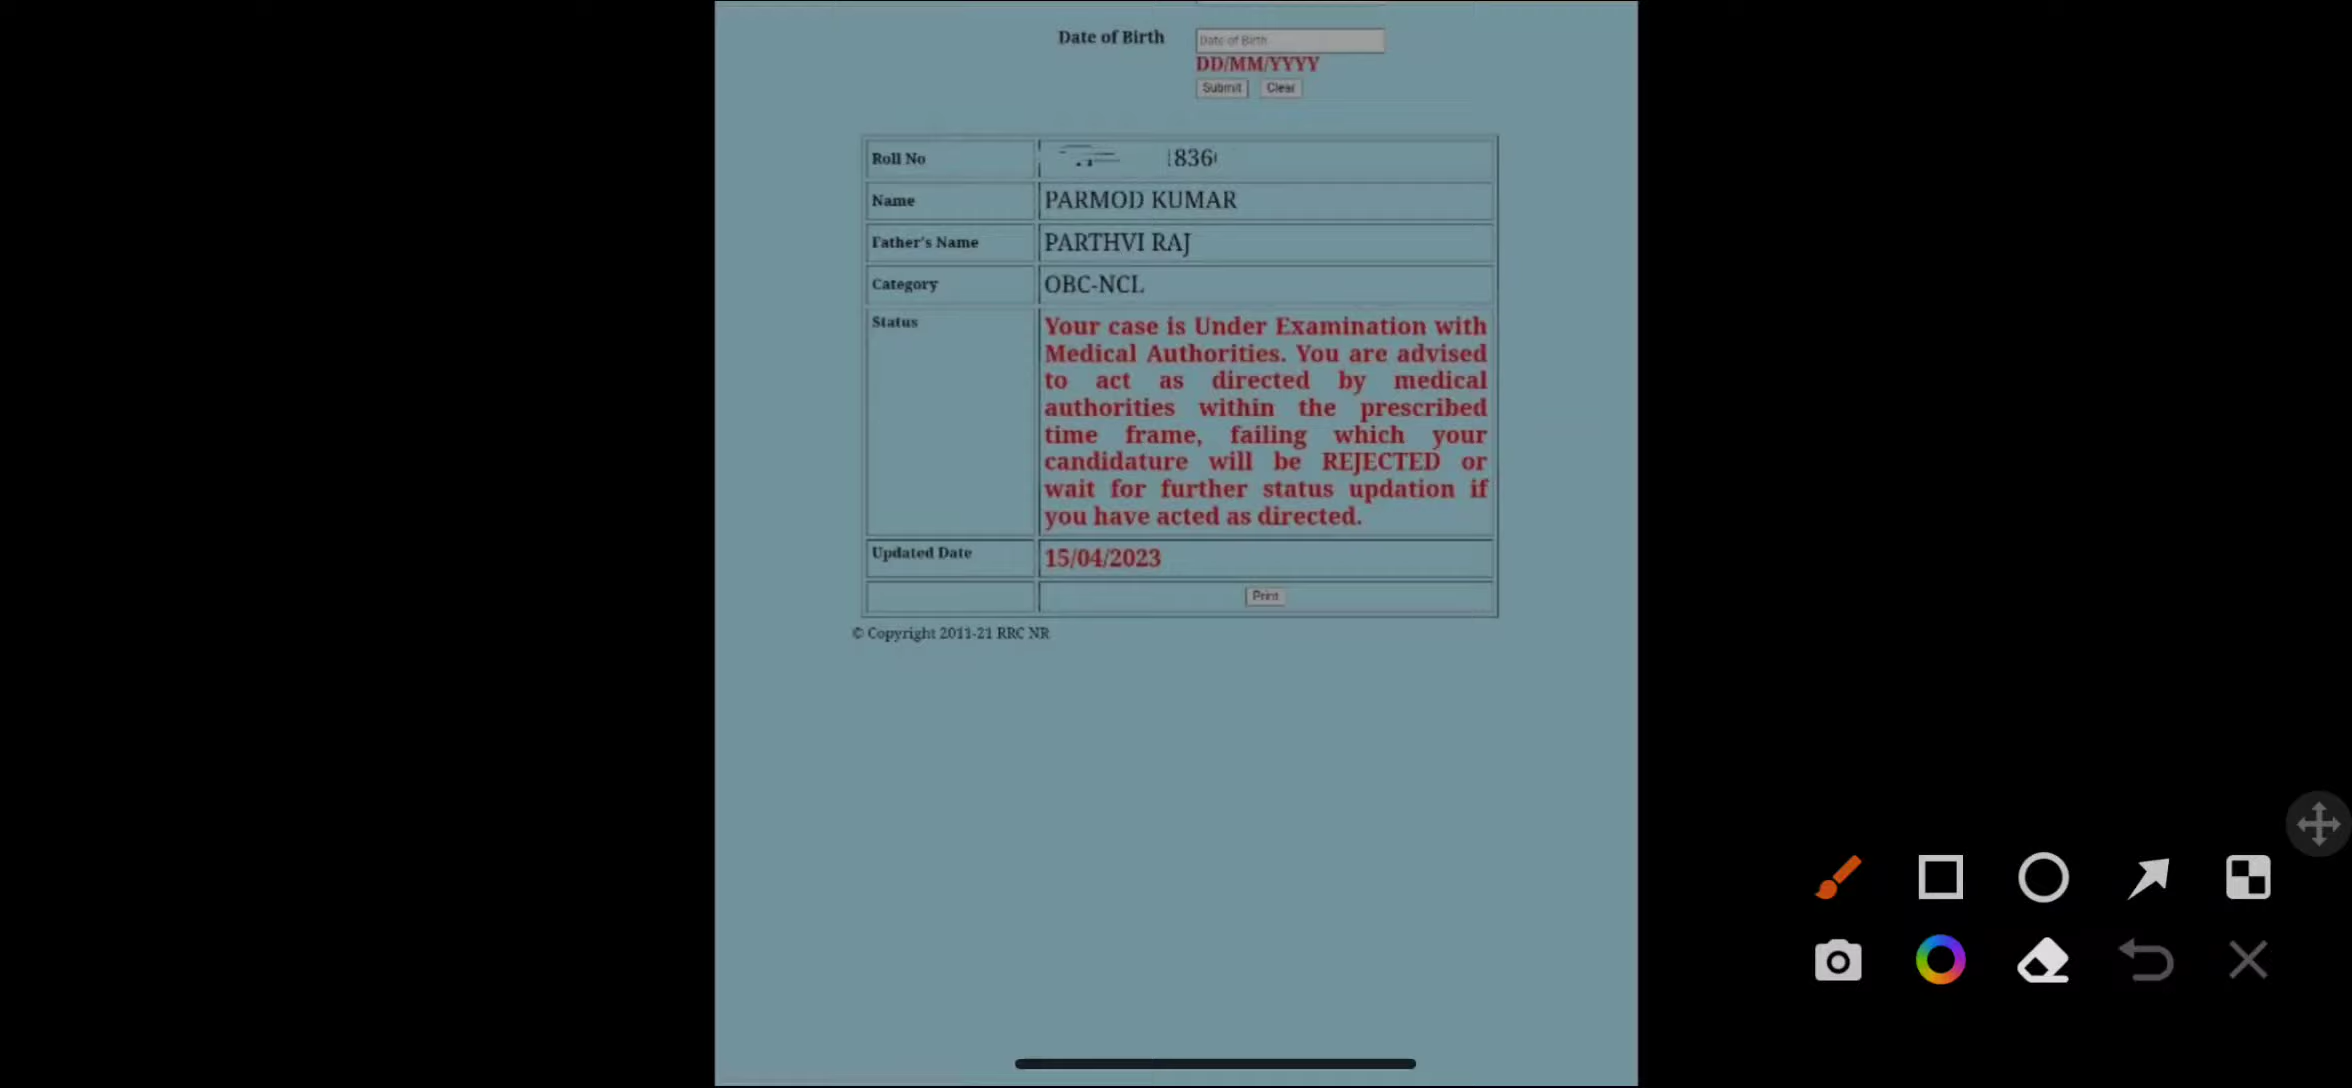 Date of Birth
Date of Birth
DD/MM/YYYY
Submit Clear
Roll No 836
Name PARMOD KUMAR
Father's Name PARTHVI RAJ
Category OBC-NCL
Status Your case is Under Examination with
Medical Authorities. You are advised
to act as directed by medical
authorities within the prescribed
time frame, failing which your
candidature will be REJECTED or
wait for further status updation if
you have acted as directed.
Updated Date 15/04/2023
Print
© Copyright 2011-21 RRC NR